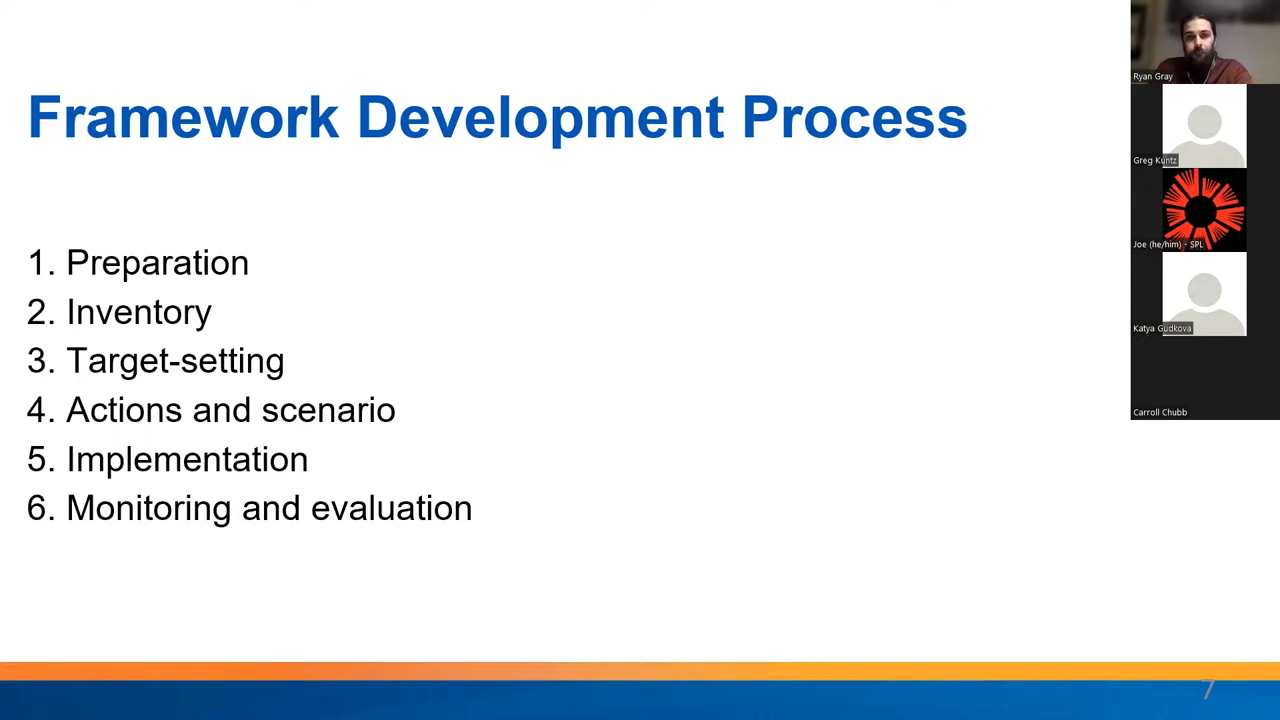 Framework Development Process
1. Preparation
2. Inventory
3. Target-setting
4. Actions and scenario
5. Implementation
6. Monitoring and evaluation
7
Ryan Gray
Greg Kuntz
Joe (he/him) - SPL
Katya Gudkova
Carroll Chubb